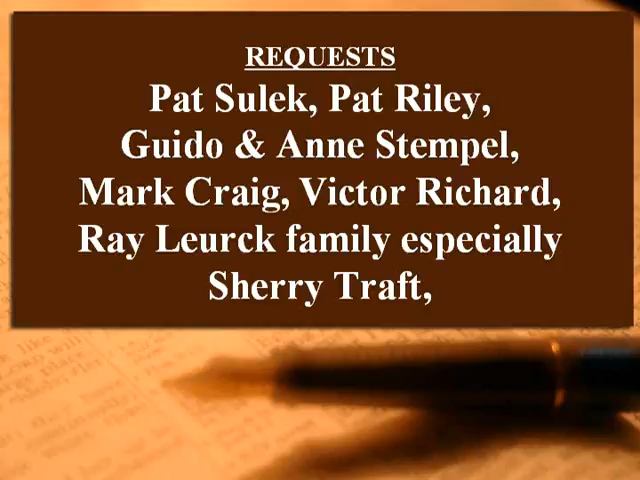 REQUESTS
Pat Sulek, Pat Riley,
Guido & Anne Stempel,
Mark Craig, Victor Richard,
Ray Leurck family especially
Sherry Traft,